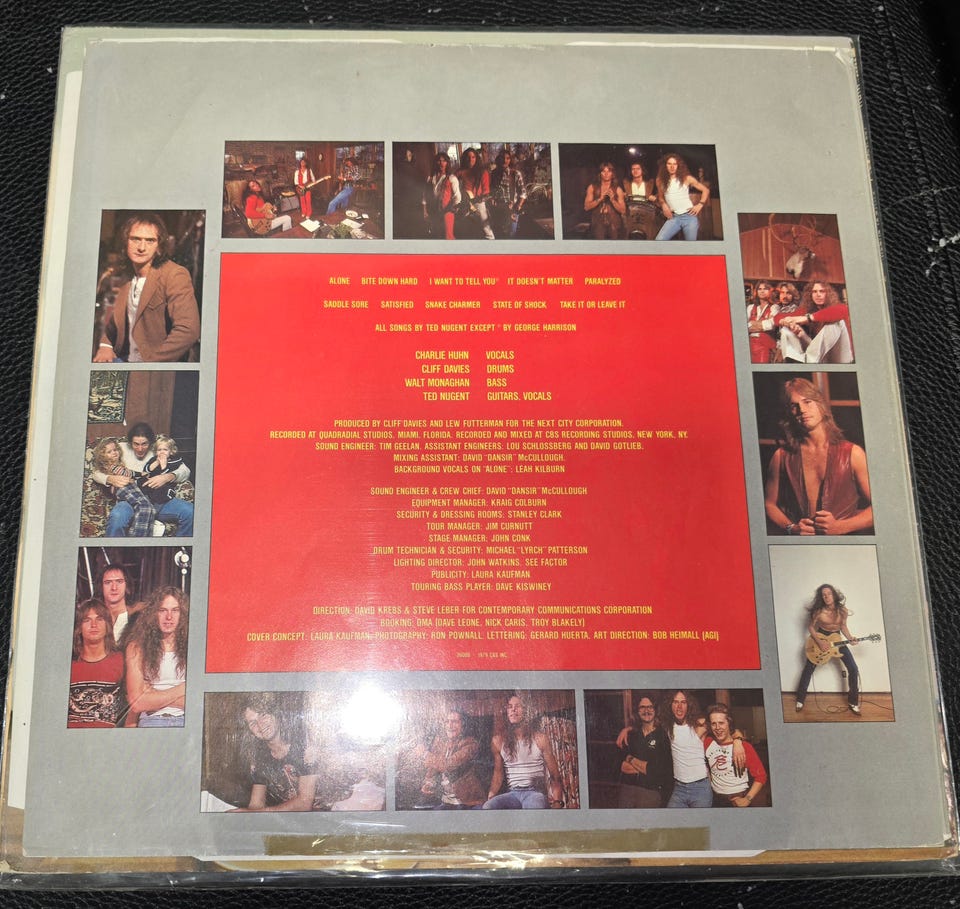 ALONE BITE DOWN HARD I WANT TO TELL YOU* IT DOESN'T MATTER PARALYZED
SADDLE SORE SATISFIED SNAKE CHARMER STATE OF SHOCK TAKE IT OR LEAVE IT
ALL SONGS BY TED NUGENT EXCEPT * BY GEORGE HARRISON
CHARLIE HUHN VOCALS
CLIFF DAVIES DRUMS
WALT MONAGHAN BASS
TED NUGENT GUITARS, VOCALS
PRODUCED BY CLIFF DAVIES AND LEW FUTTERMAN FOR THE NEXT CITY CORPORATION.
RECORDED AT QUADRADIAL STUDIOS, MIAMI, FLORIDA. RECORDED AND MIXED AT CBS RECORDING STUDIOS, NEW YORK, NY.
SOUND ENGINEER: TIM GEELAN. ASSISTANT ENGINEERS: LOU SCHLOSSBERG AND DAVID GOTLIEB.
MIXING ASSISTANT: DAVID "DANSIR" McCULLOUGH.
BACKGROUND VOCALS ON "ALONE": LEAH KILBURN
SOUND ENGINEER & CREW CHIEF: DAVID "DANSIR" McCULLOUGH
EQUIPMENT MANAGER: KRAIG COLBURN
SECURITY & DRESSING ROOMS: STANLEY CLARK
TOUR MANAGER: JIM CURNUTT
STAGE MANAGER: JOHN CONK
DRUM TECHNICIAN & SECURITY: MICHAEL "LYRCH" PATTERSON
LIGHTING DIRECTOR: JOHN WATKINS, SEE FACTOR
PUBLICITY: LAURA KAUFMAN
TOURING BASS PLAYER: DAVE KISWINEY
DIRECTION: DAVID KREBS & STEVE LEBER FOR CONTEMPORARY COMMUNICATIONS CORPORATION
BOOKING: DMA (DAVE LEONE, NICK CARIS, TROY BLAKELY)
COVER CONCEPT: LAURA KAUFMAN. PHOTOGRAPHY: RON POWNALL. LETTERING: GERARD HUERTA. ART DIRECTION: BOB HEIMALL (AGI)
1979 CBS INC.